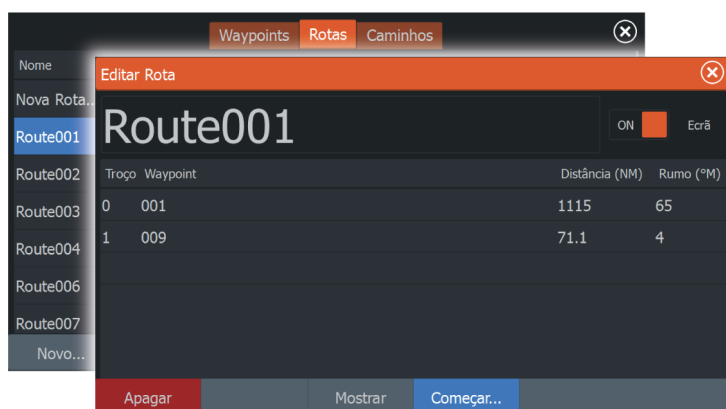 Waypoints Rotas Caminhos
Nome
Nova Rota...
Route001
Route002
Route003
Route004
Route006
Route007
Novo...
Editar Rota
Route001 ON Ecrã
Troço Waypoint Distância (NM) Rumo (°M)
0 001 1115 65
1 009 71.1 4
Apagar Mostrar Começar...